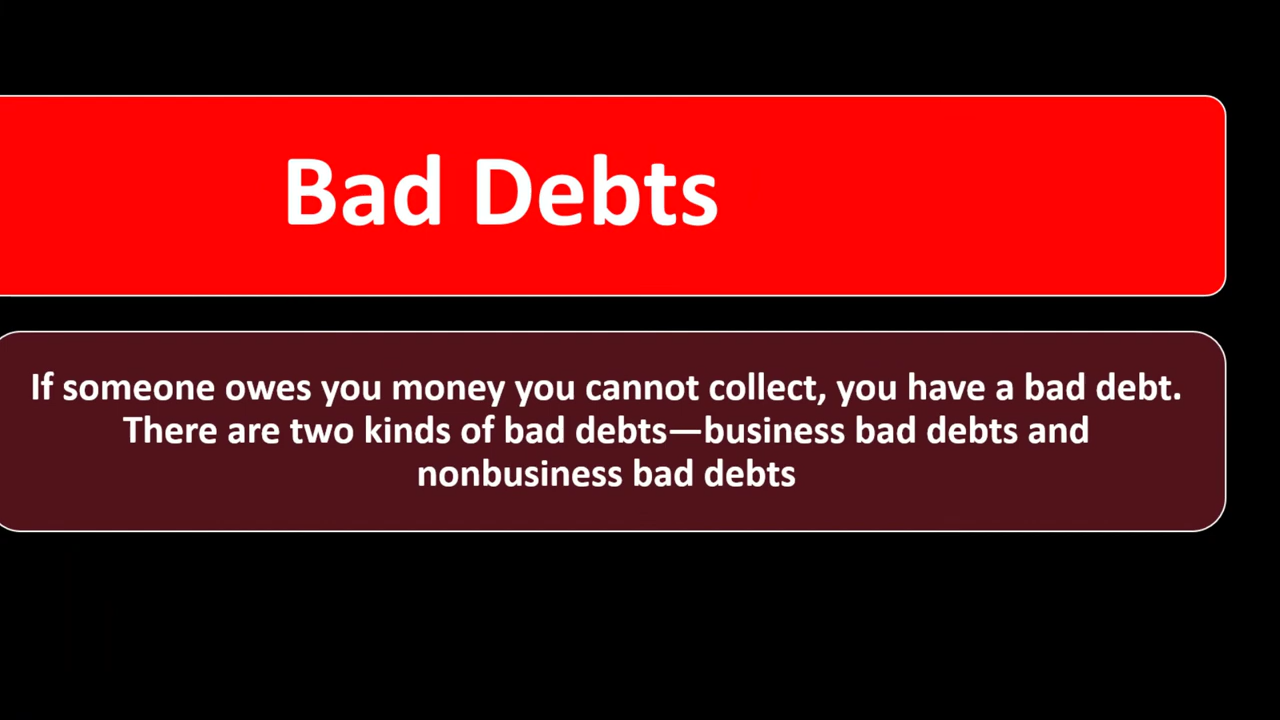 Bad Debts
If someone owes you money you cannot collect, you have a bad debt.
There are two kinds of bad debts—business bad debts and
nonbusiness bad debts